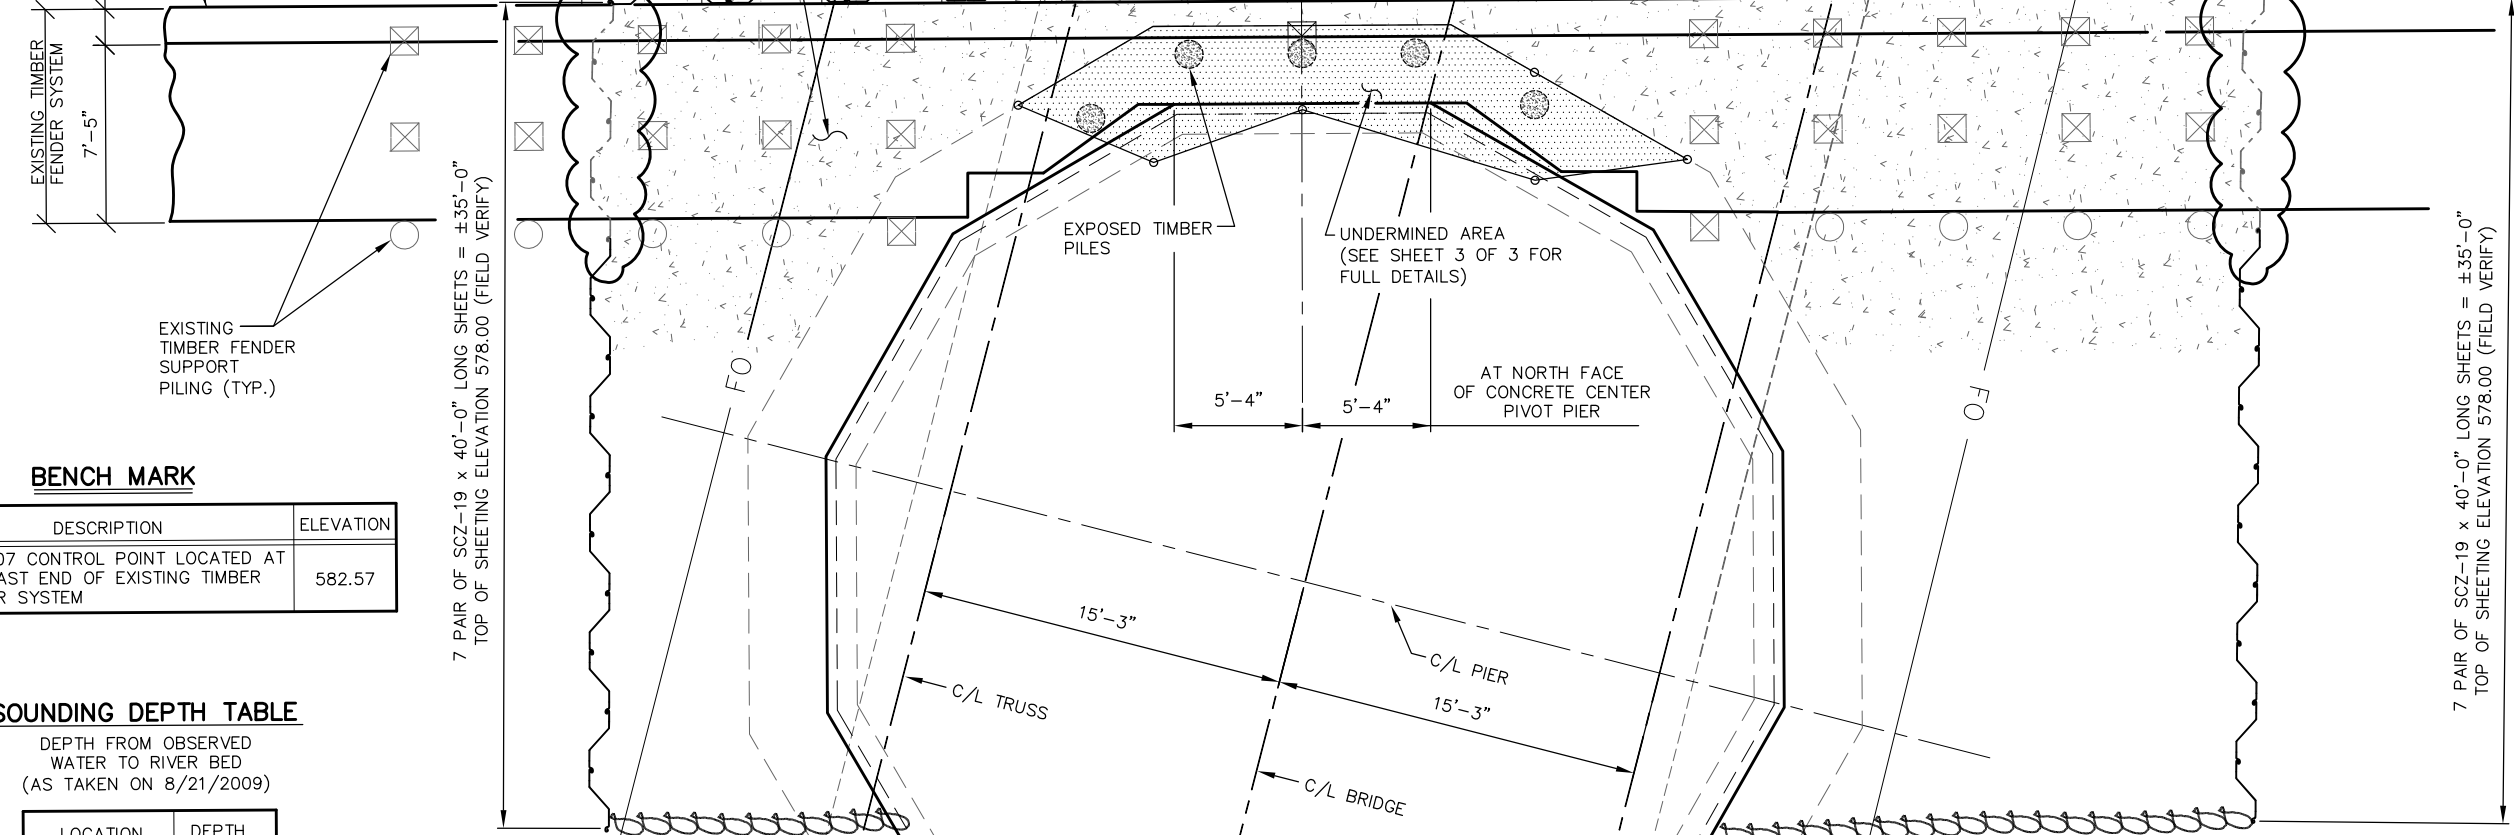 EXISTING TIMBER
FENDER SYSTEM
7'-5"
EXISTING
TIMBER FENDER
SUPPORT
PILING (TYP.)
7 PAIR OF SCZ-19 x 40'-0" LONG SHEETS = ±35'-0"
TOP OF SHEETING ELEVATION 578.00 (FIELD VERIFY)
EXPOSED TIMBER
PILES
UNDERMINED AREA
(SEE SHEET 3 OF 3 FOR
FULL DETAILS)
FO
5'-4"
5'-4"
AT NORTH FACE
OF CONCRETE CENTER
PIVOT PIER
FO
15'-3"
C/L PIER
C/L TRUSS
15'-3"
C/L BRIDGE
7 PAIR OF SCZ-19 x 40'-0" LONG SHEETS = ±35'-0"
TOP OF SHEETING ELEVATION 578.00 (FIELD VERIFY)
BENCH MARK
DESCRIPTION ELEVATION
07 CONTROL POINT LOCATED AT
AST END OF EXISTING TIMBER
R SYSTEM
582.57
SOUNDING DEPTH TABLE
DEPTH FROM OBSERVED
WATER TO RIVER BED
(AS TAKEN ON 8/21/2009)
LOCATION DEPTH